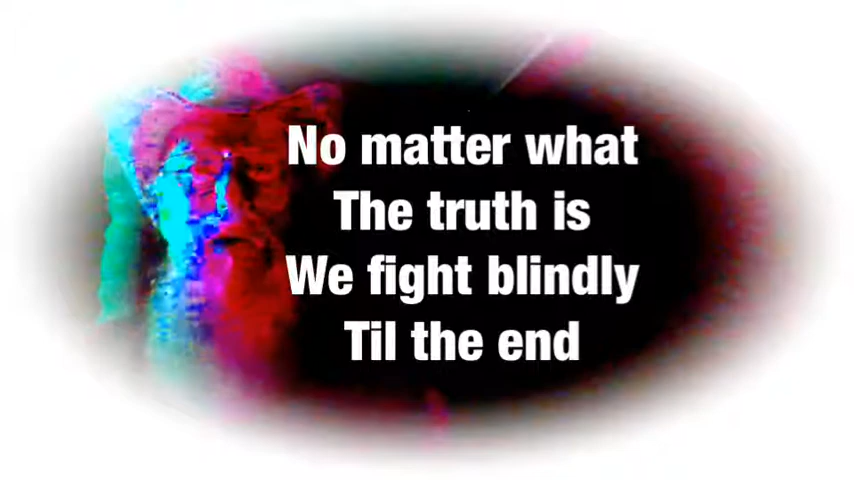 No matter what
The truth is
We fight blindly
Til the end